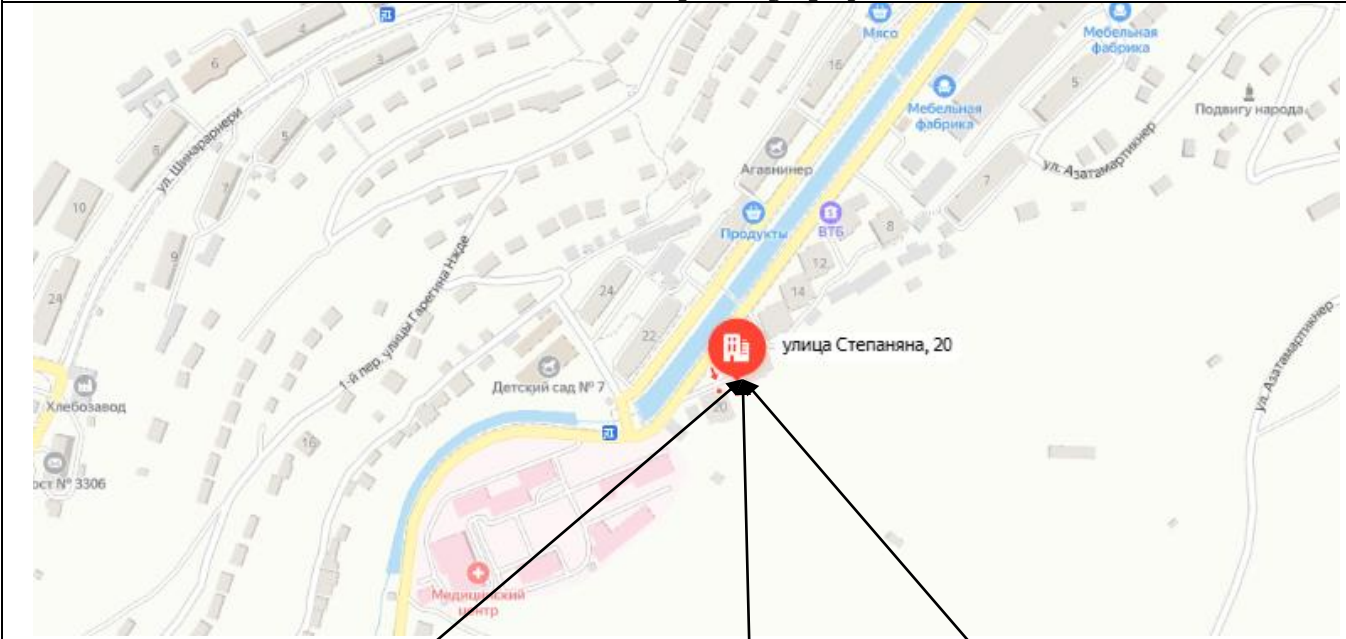 Мясо
Мебельная
фабрика
4
6
3
16
5
Мебельная
фабрика
Подвигу народа
ул. Шинарарнери
8
5
Агавнинер
ул. Азатамартикнер
7
7
10
Продукты
ВТБ
8
9
12
24
24
14
1-й пер. улицы Гарегина Нжде
22
улица Степаняна, 20
ул. Азатамартикнер
Детский сад № 7
Хлебозавод
20
16
ост № 3306
Медицинский
центр